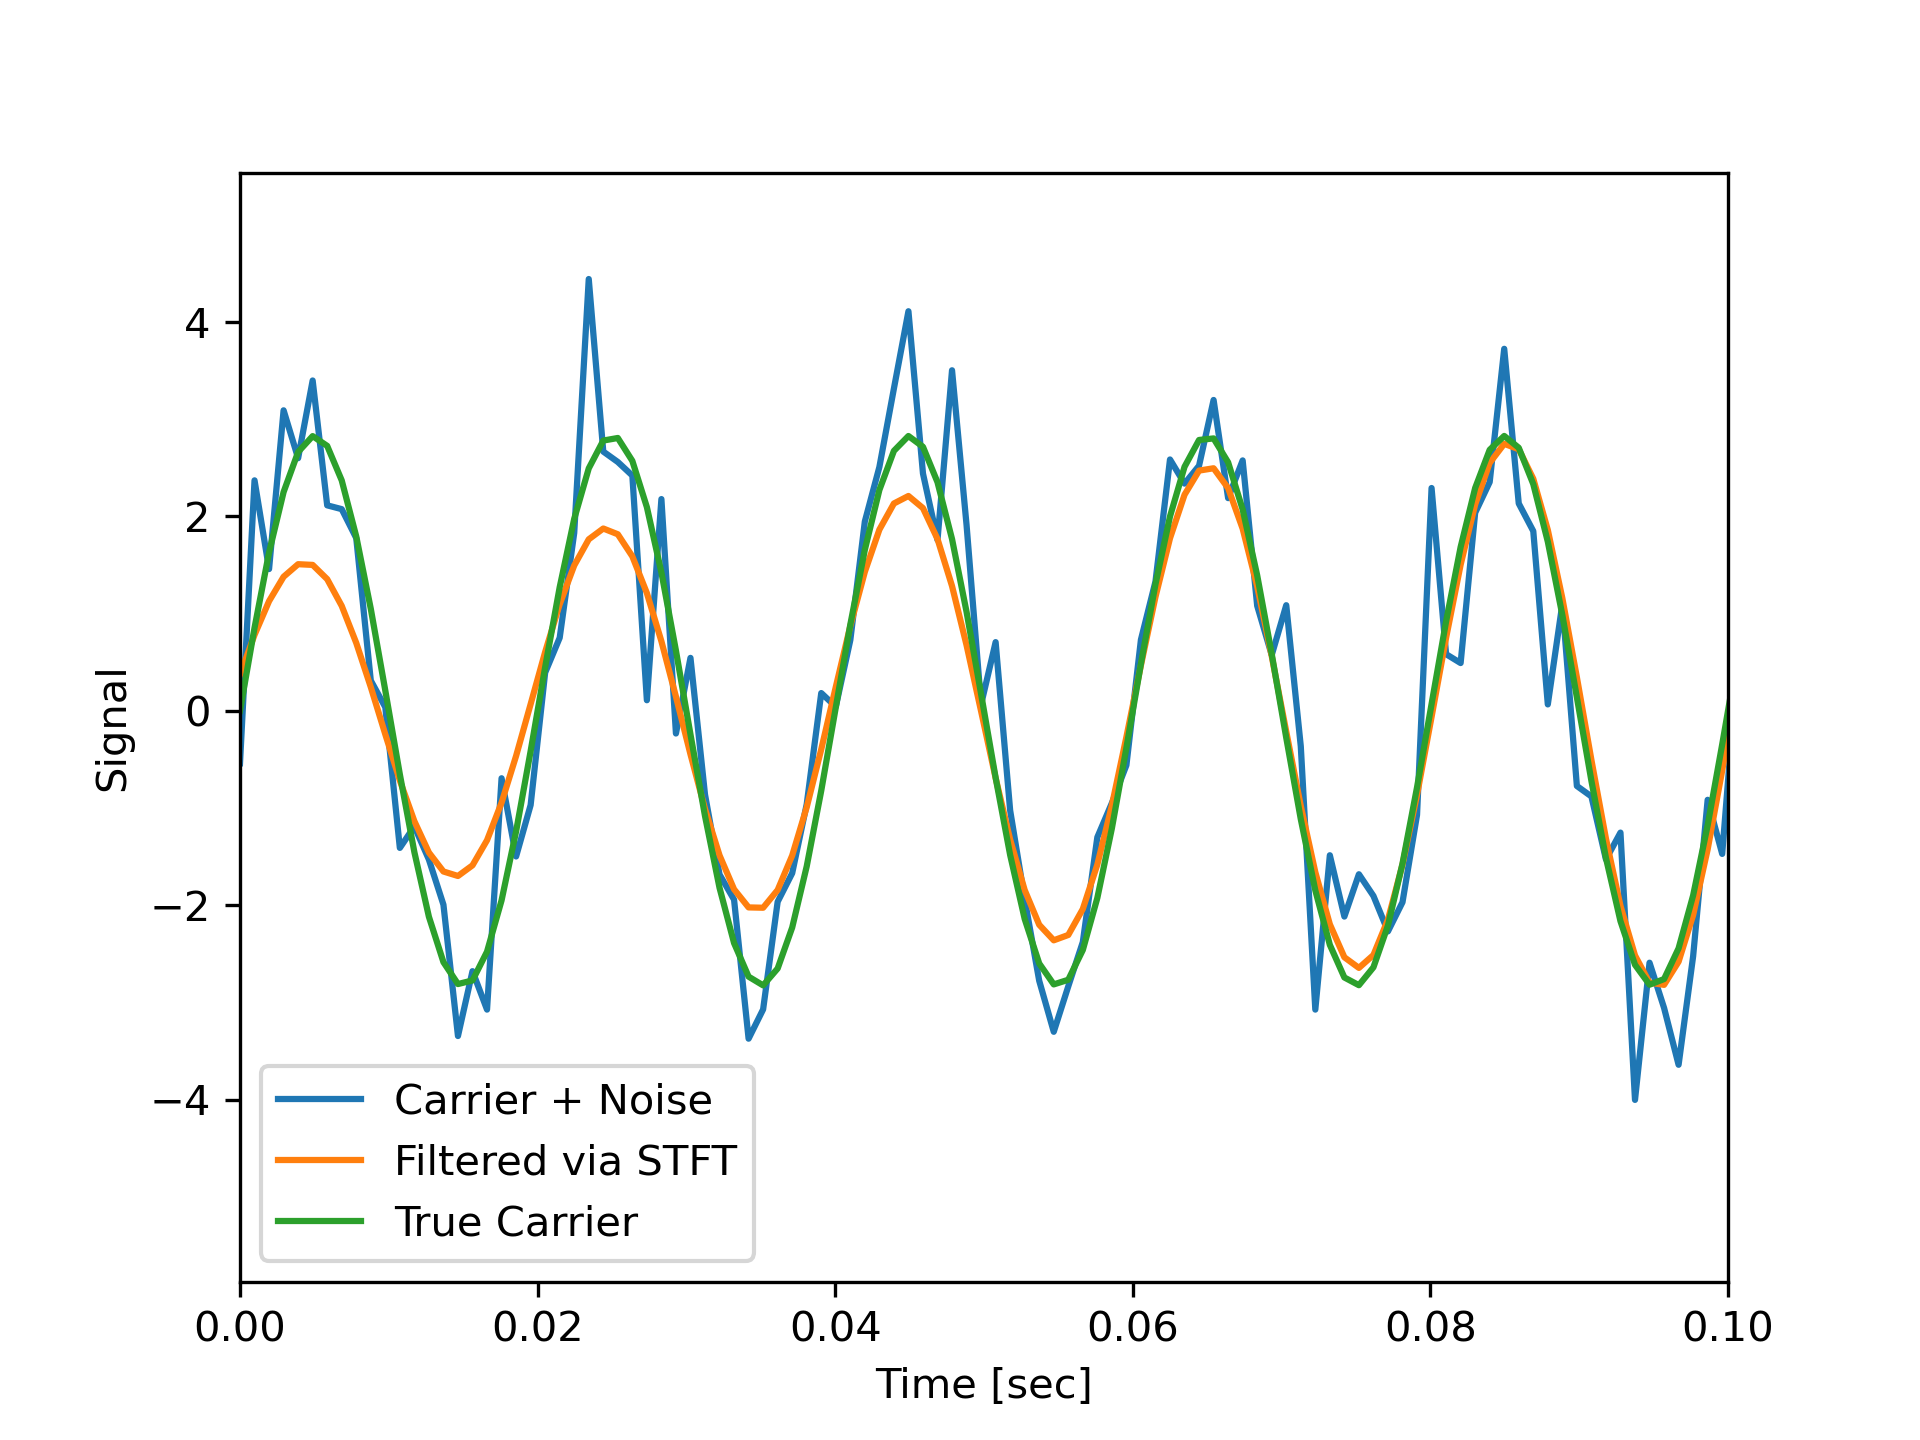 4
2
0
−2
−4
Signal
Carrier + Noise
Filtered via STFT
True Carrier
0.00 0.02 0.04 0.06 0.08 0.10
Time [sec]